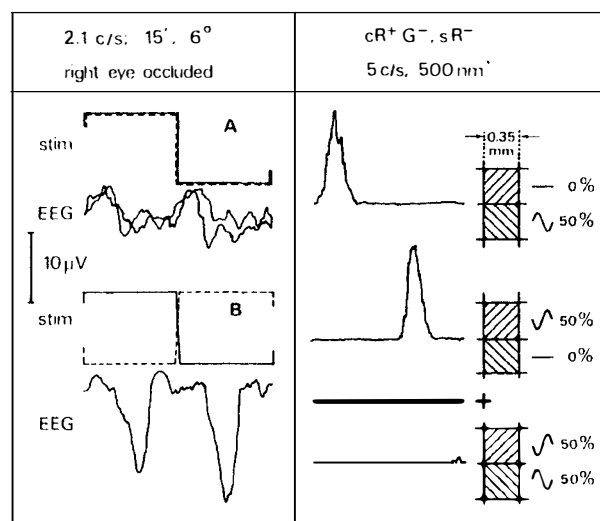 2.1 c/s; 15', 6°
right eye occluded
cR⁺ G⁻, sR⁻
5 c/s, 500 nm'
stim
A
EEG
10 µV
stim
B
EEG
0.35
mm
0%
50%
50%
0%
50%
50%